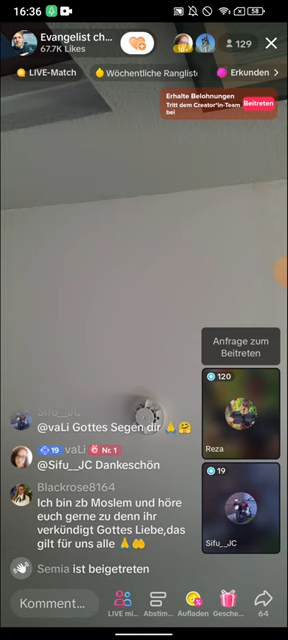 16:36
58
Evangelist ch...
67.7K Likes
129
LIVE-Match
Wöchentliche Ranglist
Erkunden
Erhalte Belohnungen
Tritt dem Creator*in-Team
bei
Beitreten
Anfrage zum
Beitreten
120
Reza
19
Sifu__JC
Sifu__JC
@vaLi Gottes Segen dir 🙏🤗
19 vaLi Nr. 1
@Sifu__JC Dankeschön
Blackrose8164
Ich bin zb Moslem und höre
euch gerne zu denn ihr
verkündigt Gottes Liebe,das
gilt für uns alle 🙏🤲
Semia ist beigetreten
Komment...
LIVE mi...
Abstim...
Aufladen
Gesche...
64